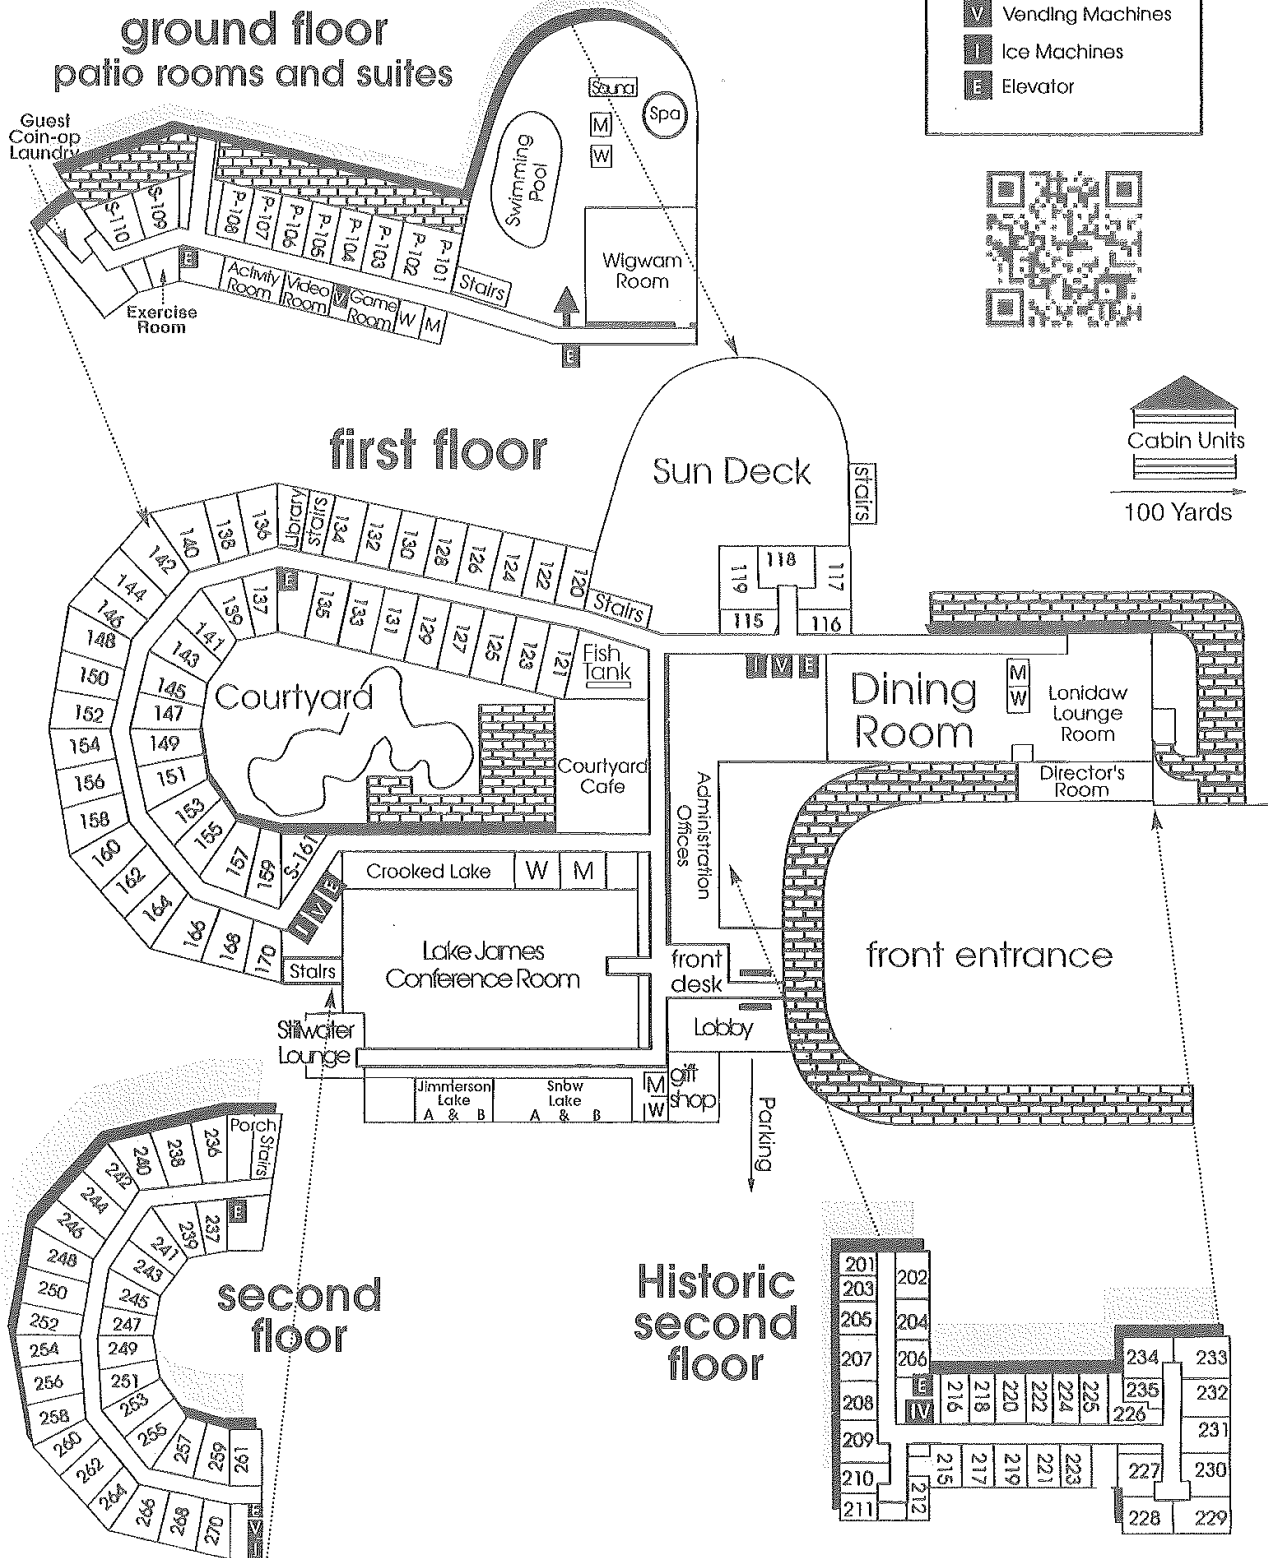 ground floor
patio rooms and suites
V Vending Machines
I Ice Machines
E Elevator
Guest
Coin-op
Laundry
S-110
S-109
P-108
P-107
P-106
P-105
P-104
P-103
P-102
P-101
Stairs
Swimming
Pool
Sauna
M
W
Spa
Wigwam
Room
E
Exercise
Room
Activity
Room
Video
Room
V
Game
Room
W
M
E
first floor
Sun Deck
stairs
Cabin Units
100 Yards
142
140
138
136
Library
stairs
134
132
130
128
126
124
122
120
Stairs
119
118
117
115
116
144
146
148
150
152
154
156
158
160
162
164
166
168
170
E
137
139
141
143
145
147
149
151
153
155
157
159
S-161
135
133
131
129
127
125
123
121
Fish
Tank
I V E
Courtyard
Courtyard
Cafe
Dining
Room
M
W
Lonidaw
Lounge
Room
Director's
Room
Administration
Offices
I V E
Stairs
Crooked Lake
W
M
Lake James
Conference Room
front
desk
front entrance
Lobby
Stillwater
Lounge
Jimmerson
Lake
A & B
Snow
Lake
A & B
M
W
gift
shop
Parking
second
floor
Porch
Stairs
236
238
240
242
244
246
248
250
252
254
256
258
260
262
264
266
268
270
E
237
239
241
243
245
247
249
251
253
255
257
259
261
E
V
I
Historic
second
floor
201
203
205
207
208
209
210
211
202
204
206
E
IV
212
216
218
220
222
224
225
226
215
217
219
221
223
234
235
233
232
231
230
227
228
229